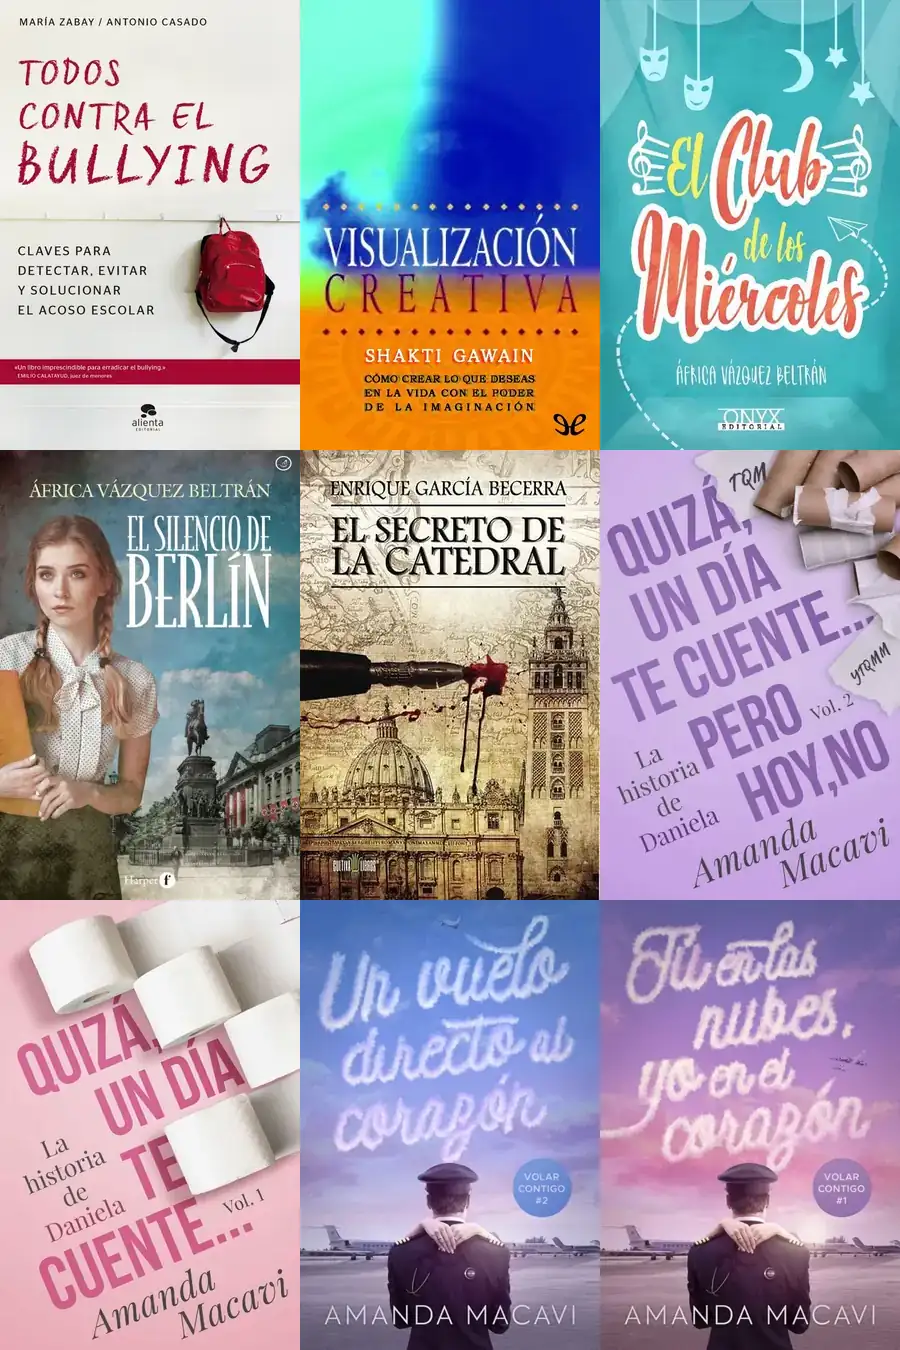 MARÍA ZABAY / ANTONIO CASADO
TODOS
CONTRA EL
BULLYING
CLAVES PARA
DETECTAR, EVITAR
Y SOLUCIONAR
EL ACOSO ESCOLAR
«Un libro imprescindible para erradicar el bullying.»
EMILIO CALATAYUD, juez de menores
alienta
EDITORIAL
VISUALIZACIÓN
CREATIVA
SHAKTI GAWAIN
CÓMO CREAR LO QUE DESEAS
EN LA VIDA CON EL PODER
DE LA IMAGINACIÓN
El Club
de los
Miércoles
ÁFRICA VÁZQUEZ BELTRÁN
ONYX
EDITORIAL
ÁFRICA VÁZQUEZ BELTRÁN
EL SILENCIO DE
BERLÍN
Harper f
ENRIQUE GARCÍA BECERRA
EL SECRETO DE
LA CATEDRAL
CULTIVA LIBROS
TQM
QUIZÁ,
UN DÍA
TE CUENTE...
YTQMM
PERO
Vol. 2
HOY,NO
La
historia
de
Daniela
Amanda
Macavi
QUIZÁ,
UN DÍA
TE
CUENTE...
La
historia
de
Daniela
Vol. 1
Amanda
Macavi
Un vuelo
directo al
corazón
VOLAR
CONTIGO
#2
AMANDA MACAVI
Tú en las
nubes,
yo en el
corazón
VOLAR
CONTIGO
#1
AMANDA MACAVI